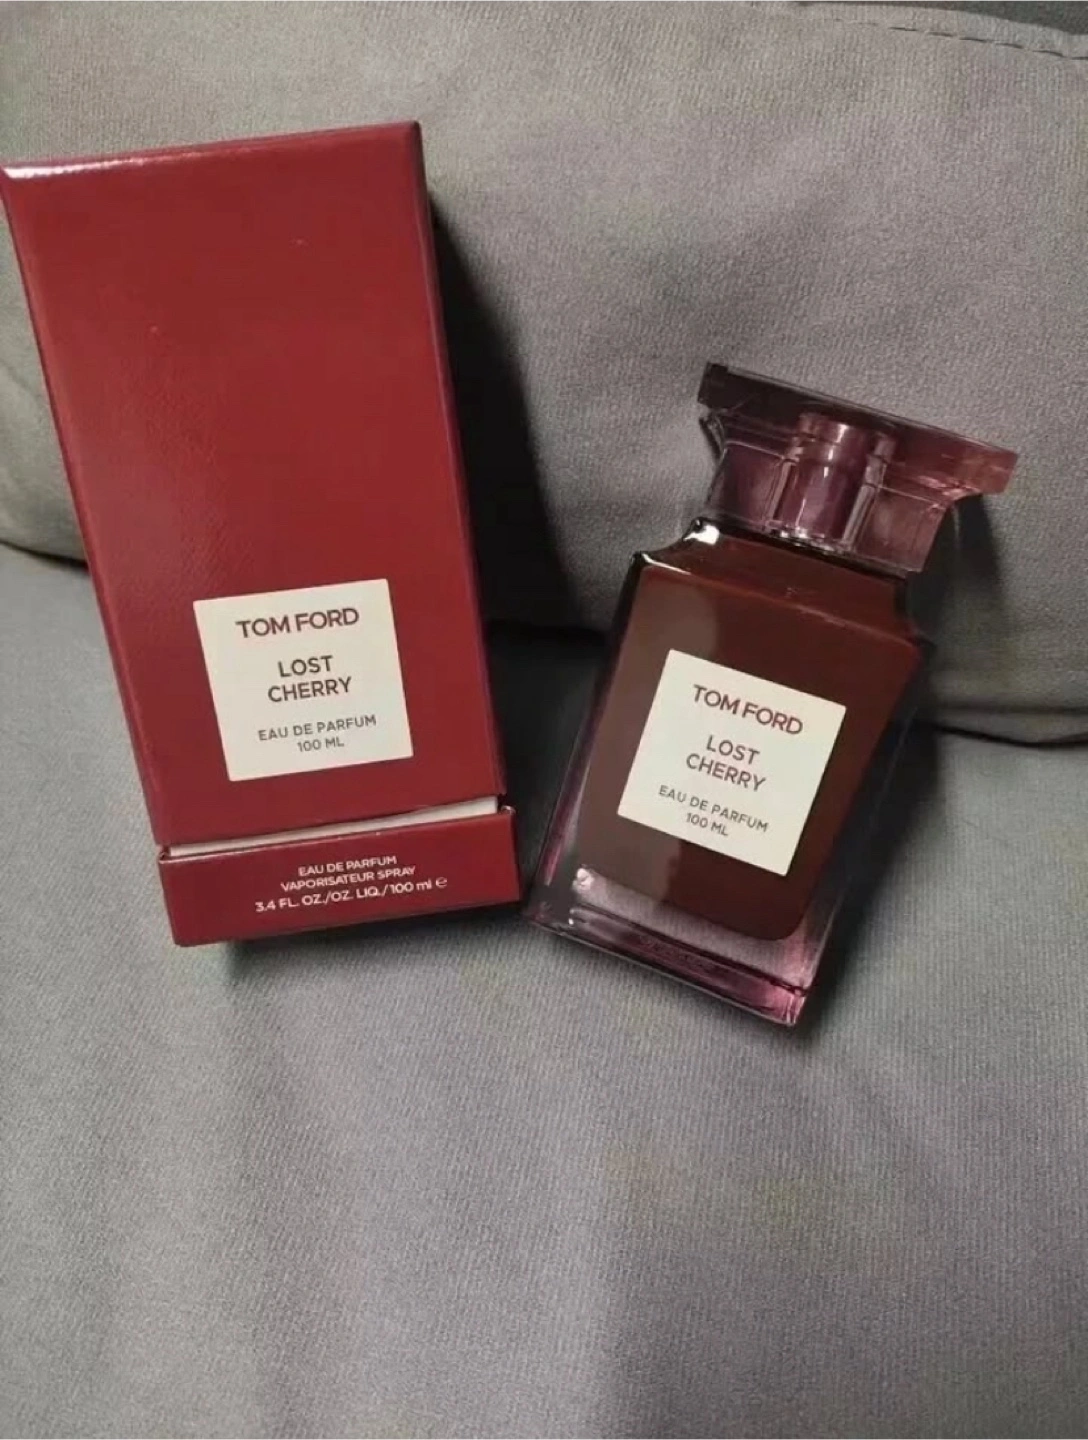 TOM FORD
LOST
CHERRY
EAU DE PARFUM
100 ML
EAU DE PARFUM
VAPORISATEUR SPRAY
3.4 FL. OZ./OZ. LIQ./100 ml ℮
TOM FORD
LOST
CHERRY
EAU DE PARFUM
100 ML